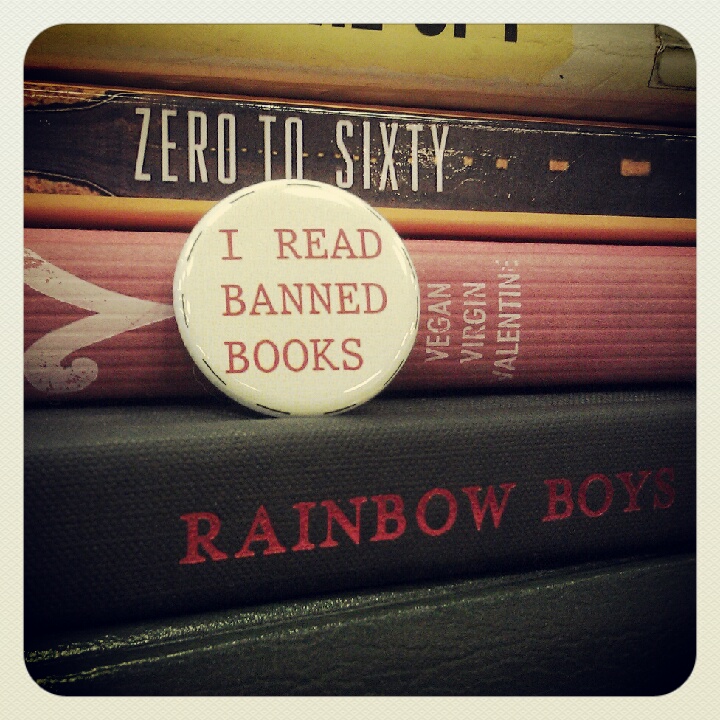 ZERO TO SIXTY
I READ
BANNED
BOOKS
VEGAN
VIRGIN
VALENTINE
RAINBOW BOYS